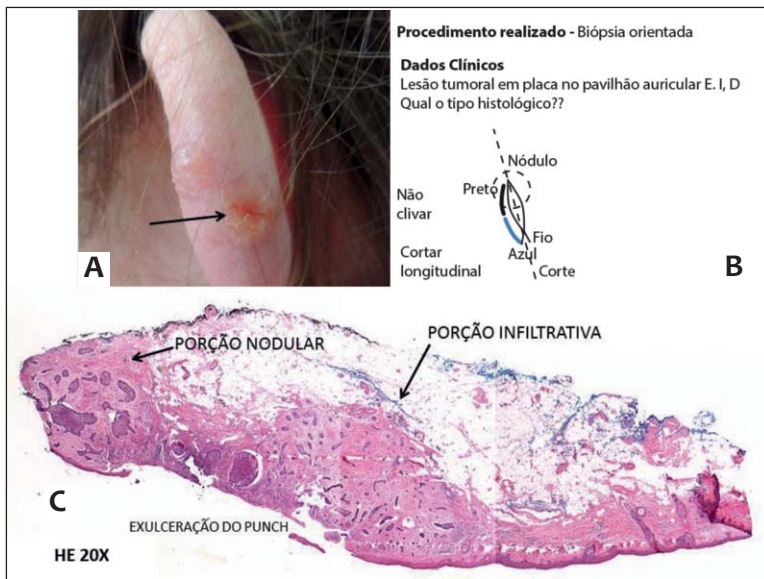 Procedimento realizado - Biópsia orientada
Dados Clínicos
Lesão tumoral em placa no pavilhão auricular E. I, D
Qual o tipo histológico??
Nódulo
Preto
Não
clivar
Fio
Azul
Cortar
longitudinal
Corte
A
B
PORÇÃO NODULAR
PORÇÃO INFILTRATIVA
C
EXULCERAÇÃO DO PUNCH
HE 20X